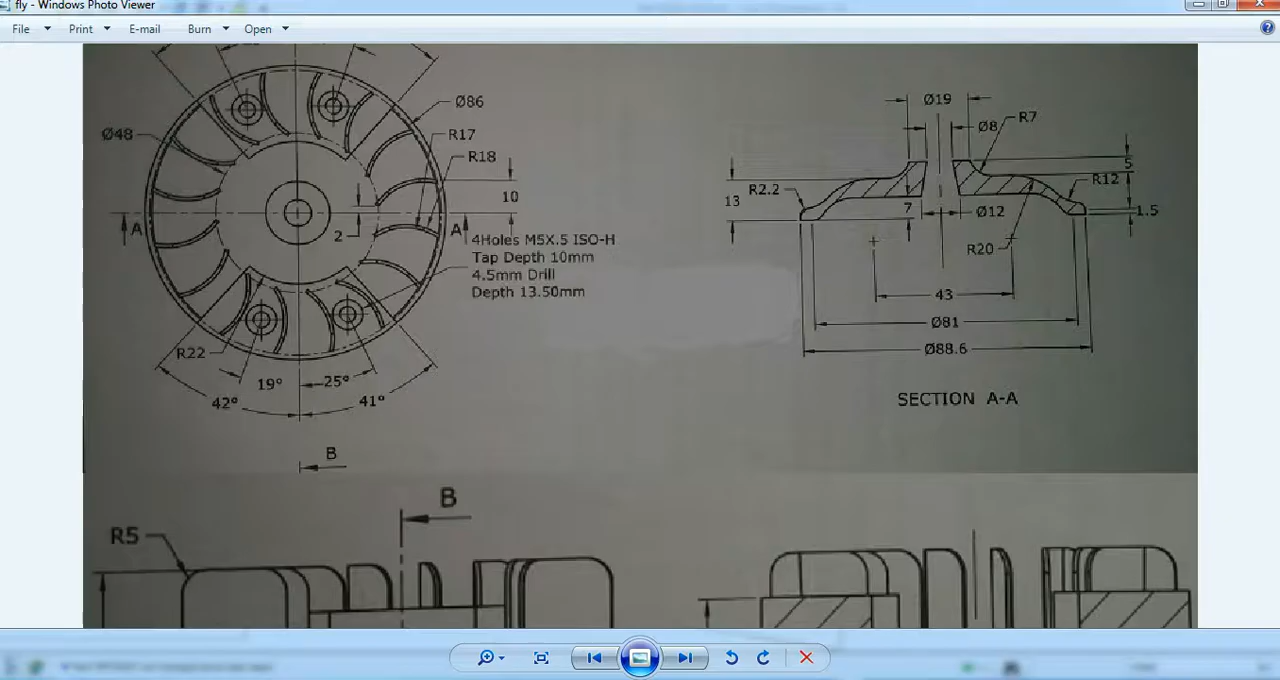 fly - Windows Photo Viewer
File Print E-mail Burn Open
Ø86
Ø48
R17
R18
10
A
A
2
4Holes M5X.5 ISO-H
Tap Depth 10mm
4.5mm Drill
Depth 13.50mm
R22
19°
25°
42°
41°
B
Ø19
R7
Ø8
5
R2.2
R12
13
7
Ø12
1.5
R20
43
Ø81
Ø88.6
SECTION A-A
B
R5